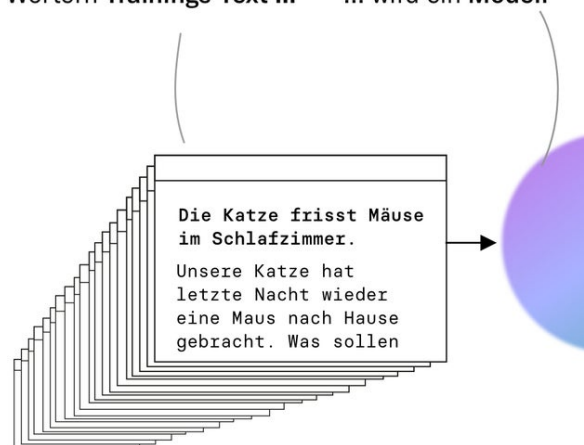 Wörtern Trainings-Text ... ... wird ein Modell
Die Katze frisst Mäuse
im Schlafzimmer.
Unsere Katze hat
letzte Nacht wieder
eine Maus nach Hause
gebracht. Was sollen